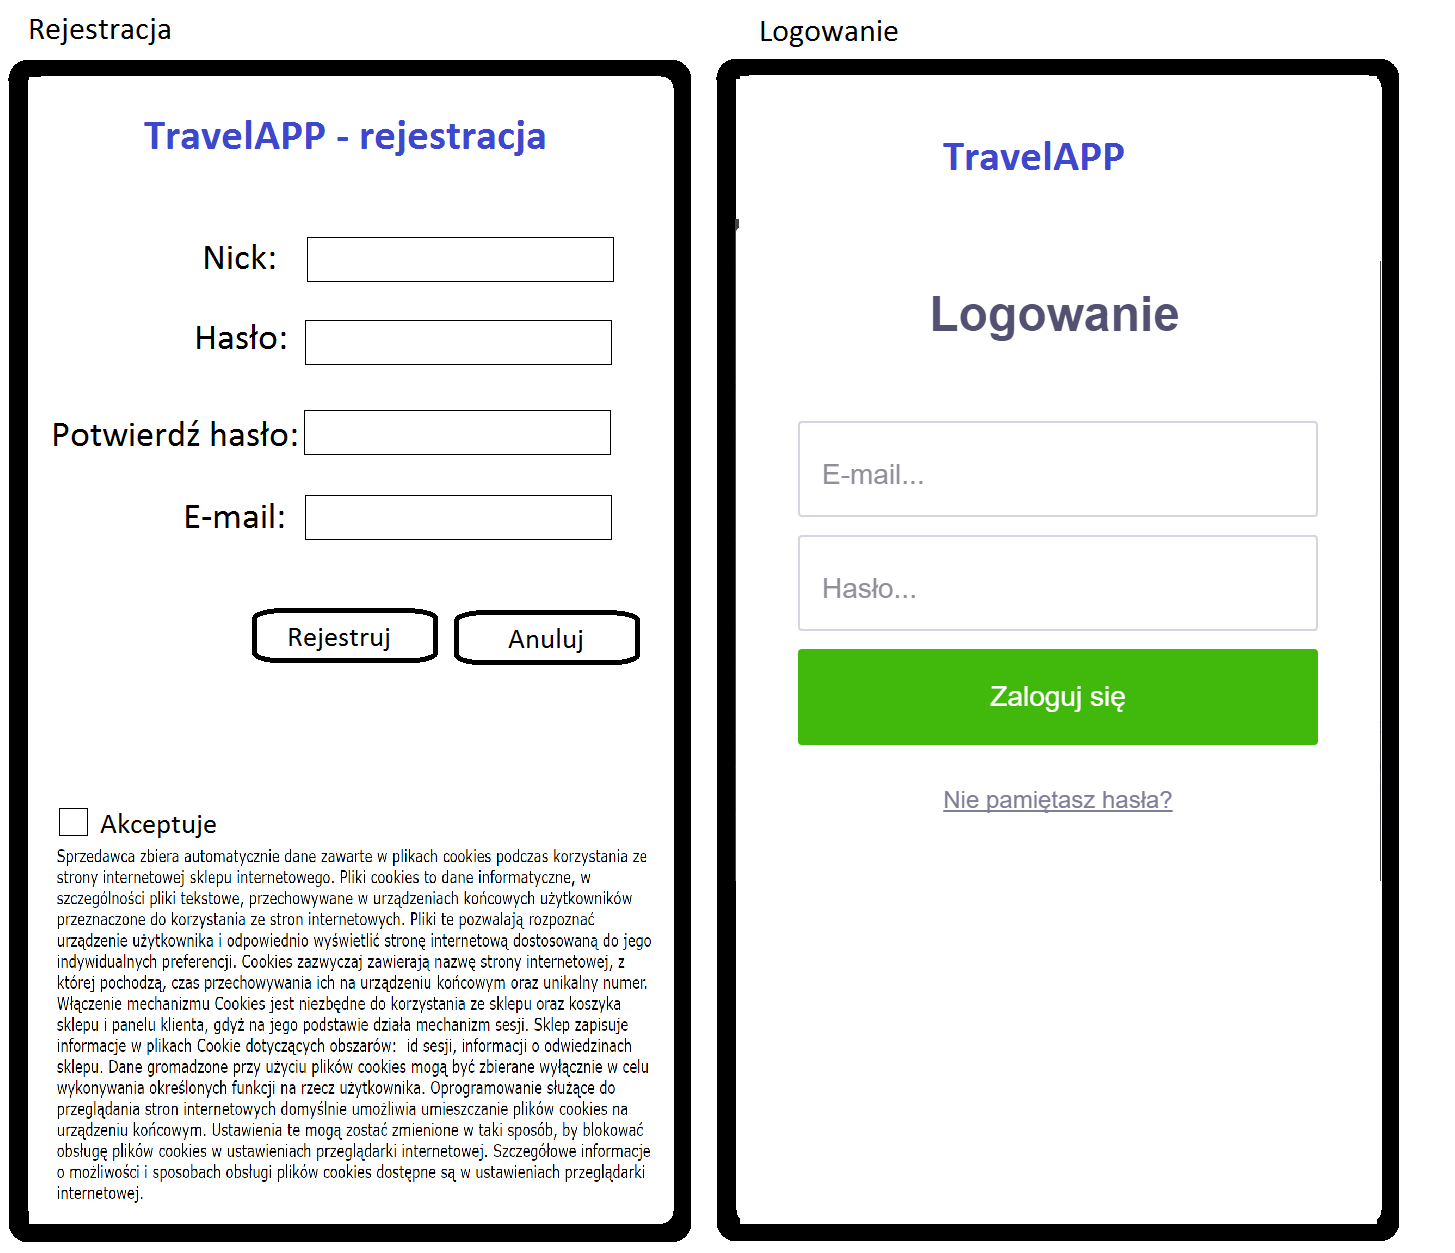 Rejestracja
TravelAPP - rejestracja
Nick:
Hasło:
Potwierdź hasło:
E-mail:
Rejestruj
Anuluj
Akceptuje
Sprzedawca zbiera automatycznie dane zawarte w plikach cookies podczas korzystania ze
strony internetowej sklepu internetowego. Pliki cookies to dane informatyczne, w
szczególności pliki tekstowe, przechowywane w urządzeniach końcowych użytkowników
przeznaczone do korzystania ze stron internetowych. Pliki te pozwalają rozpoznać
urządzenie użytkownika i odpowiednio wyświetlić stronę internetową dostosowaną do jego
indywidualnych preferencji. Cookies zazwyczaj zawierają nazwę strony internetowej, z
której pochodzą, czas przechowywania ich na urządzeniu końcowym oraz unikalny numer.
Włączenie mechanizmu Cookies jest niezbędne do korzystania ze sklepu oraz koszyka
sklepu i panelu klienta, gdyż na jego podstawie działa mechanizm sesji. Sklep zapisuje
informacje w plikach Cookie dotyczących obszarów: id sesji, informacji o odwiedzinach
sklepu. Dane gromadzone przy użyciu plików cookies mogą być zbierane wyłącznie w celu
wykonywania określonych funkcji na rzecz użytkownika. Oprogramowanie służące do
przeglądania stron internetowych domyślnie umożliwia umieszczanie plików cookies na
urządzeniu końcowym. Ustawienia te mogą zostać zmienione w taki sposób, by blokować
obsługę plików cookies w ustawieniach przeglądarki internetowej. Szczegółowe informacje
o możliwości i sposobach obsługi plików cookies dostępne są w ustawieniach przeglądarki
internetowej.
Logowanie
TravelAPP
Logowanie
E-mail...
Hasło...
Zaloguj się
Nie pamiętasz hasła?